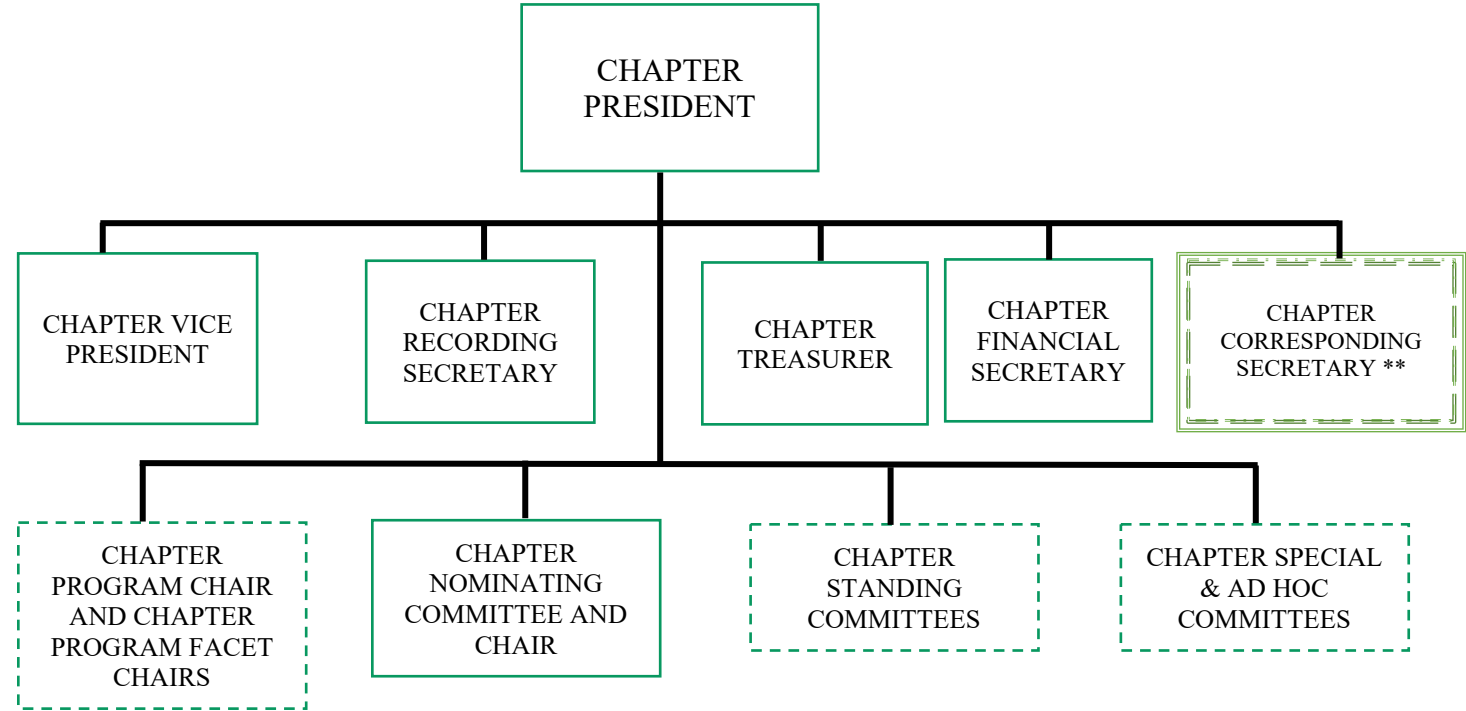 CHAPTER
PRESIDENT
CHAPTER VICE
PRESIDENT
CHAPTER
RECORDING
SECRETARY
CHAPTER
TREASURER
CHAPTER
FINANCIAL
SECRETARY
CHAPTER
CORRESPONDING
SECRETARY **
CHAPTER
PROGRAM CHAIR
AND CHAPTER
PROGRAM FACET
CHAIRS
CHAPTER
NOMINATING
COMMITTEE AND
CHAIR
CHAPTER
STANDING
COMMITTEES
CHAPTER SPECIAL
& AD HOC
COMMITTEES